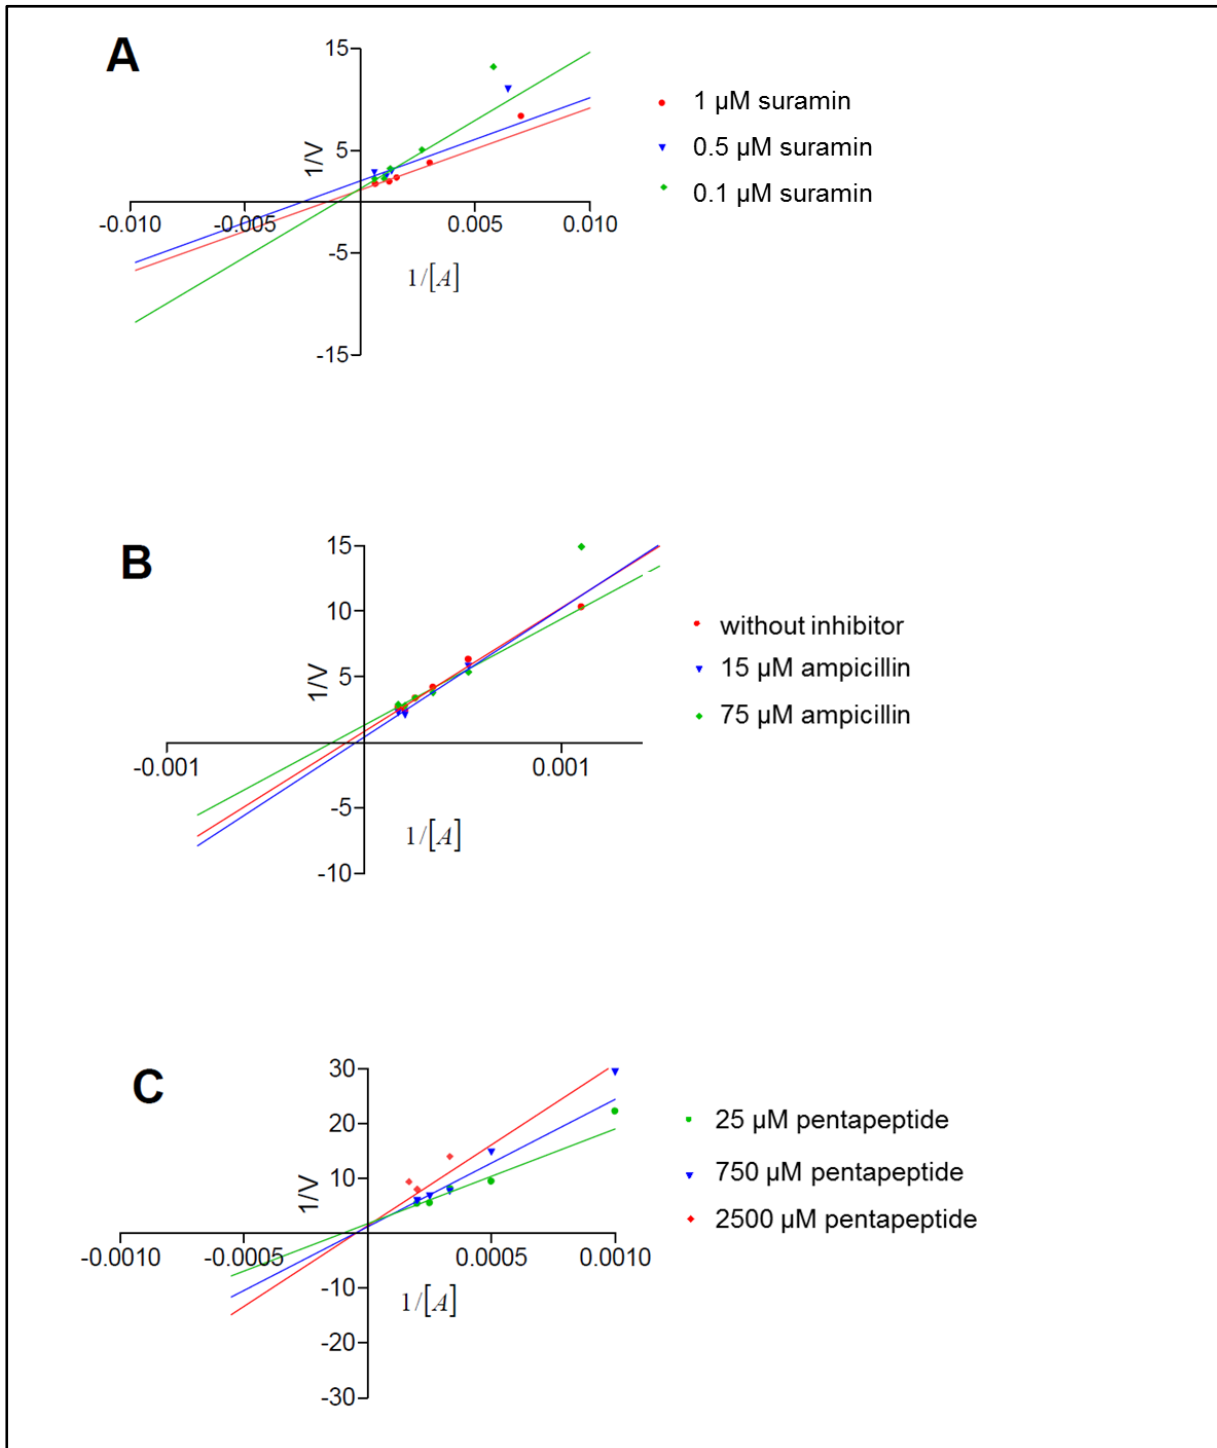 A
15
5
-5
-15
1/V
-0.010
-0.005
0.005
0.010
1/[A]
1 µM suramin
0.5 µM suramin
0.1 µM suramin
B
15
10
5
-5
-10
1/V
-0.001
0.001
1/[A]
without inhibitor
15 µM ampicillin
75 µM ampicillin
C
30
20
10
-10
-20
-30
1/V
-0.0010
-0.0005
0.0005
0.0010
1/[A]
25 µM pentapeptide
750 µM pentapeptide
2500 µM pentapeptide